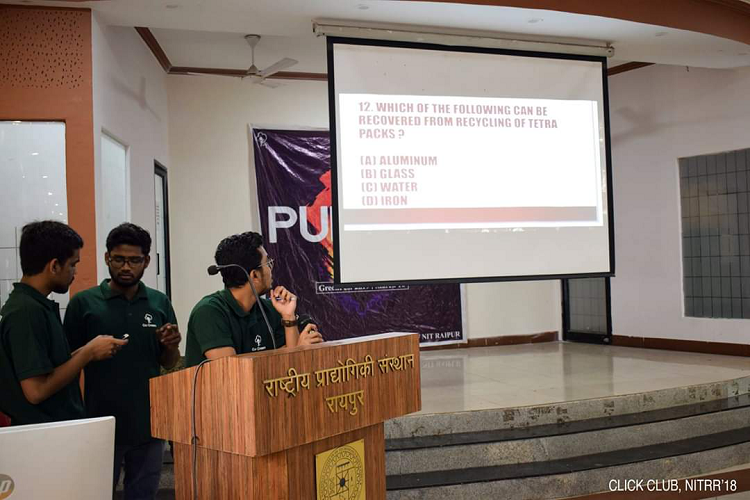 12. WHICH OF THE FOLLOWING CAN BE
RECOVERED FROM RECYCLING OF TETRA
PACKS ?
(A) ALUMINUM
(B) GLASS
(C) WATER
(D) IRON
PU
NIT RAIPUR
राष्ट्रीय प्रौद्योगिकी संस्थान
रायपुर
hp
CLICK CLUB, NITRR'18